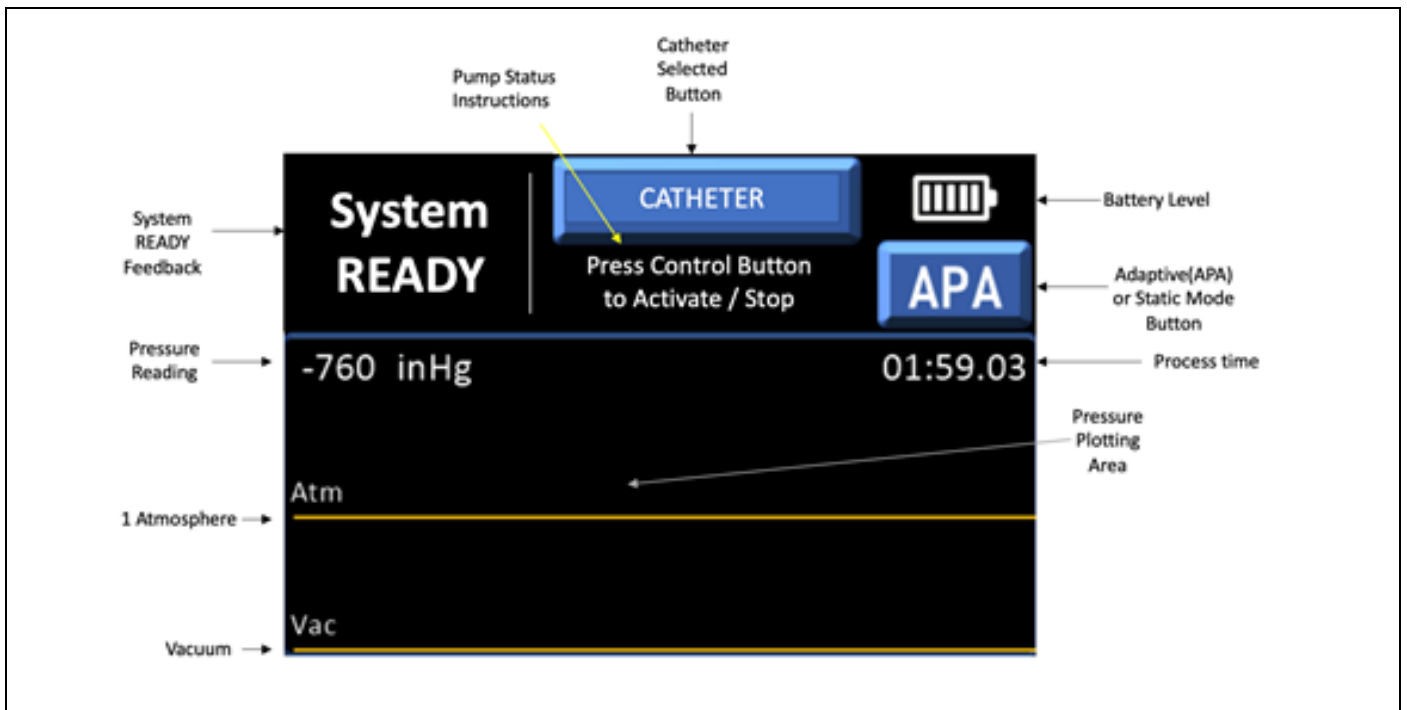 Catheter
Selected
Button
Pump Status
Instructions
System
READY
Feedback
System
READY
CATHETER
Press Control Button
to Activate / Stop
Battery Level
APA
Adaptive(APA)
or Static Mode
Button
Pressure
Reading
-760 inHg
01:59.03
Process time
Pressure
Plotting
Area
Atm
1 Atmosphere
Vac
Vacuum